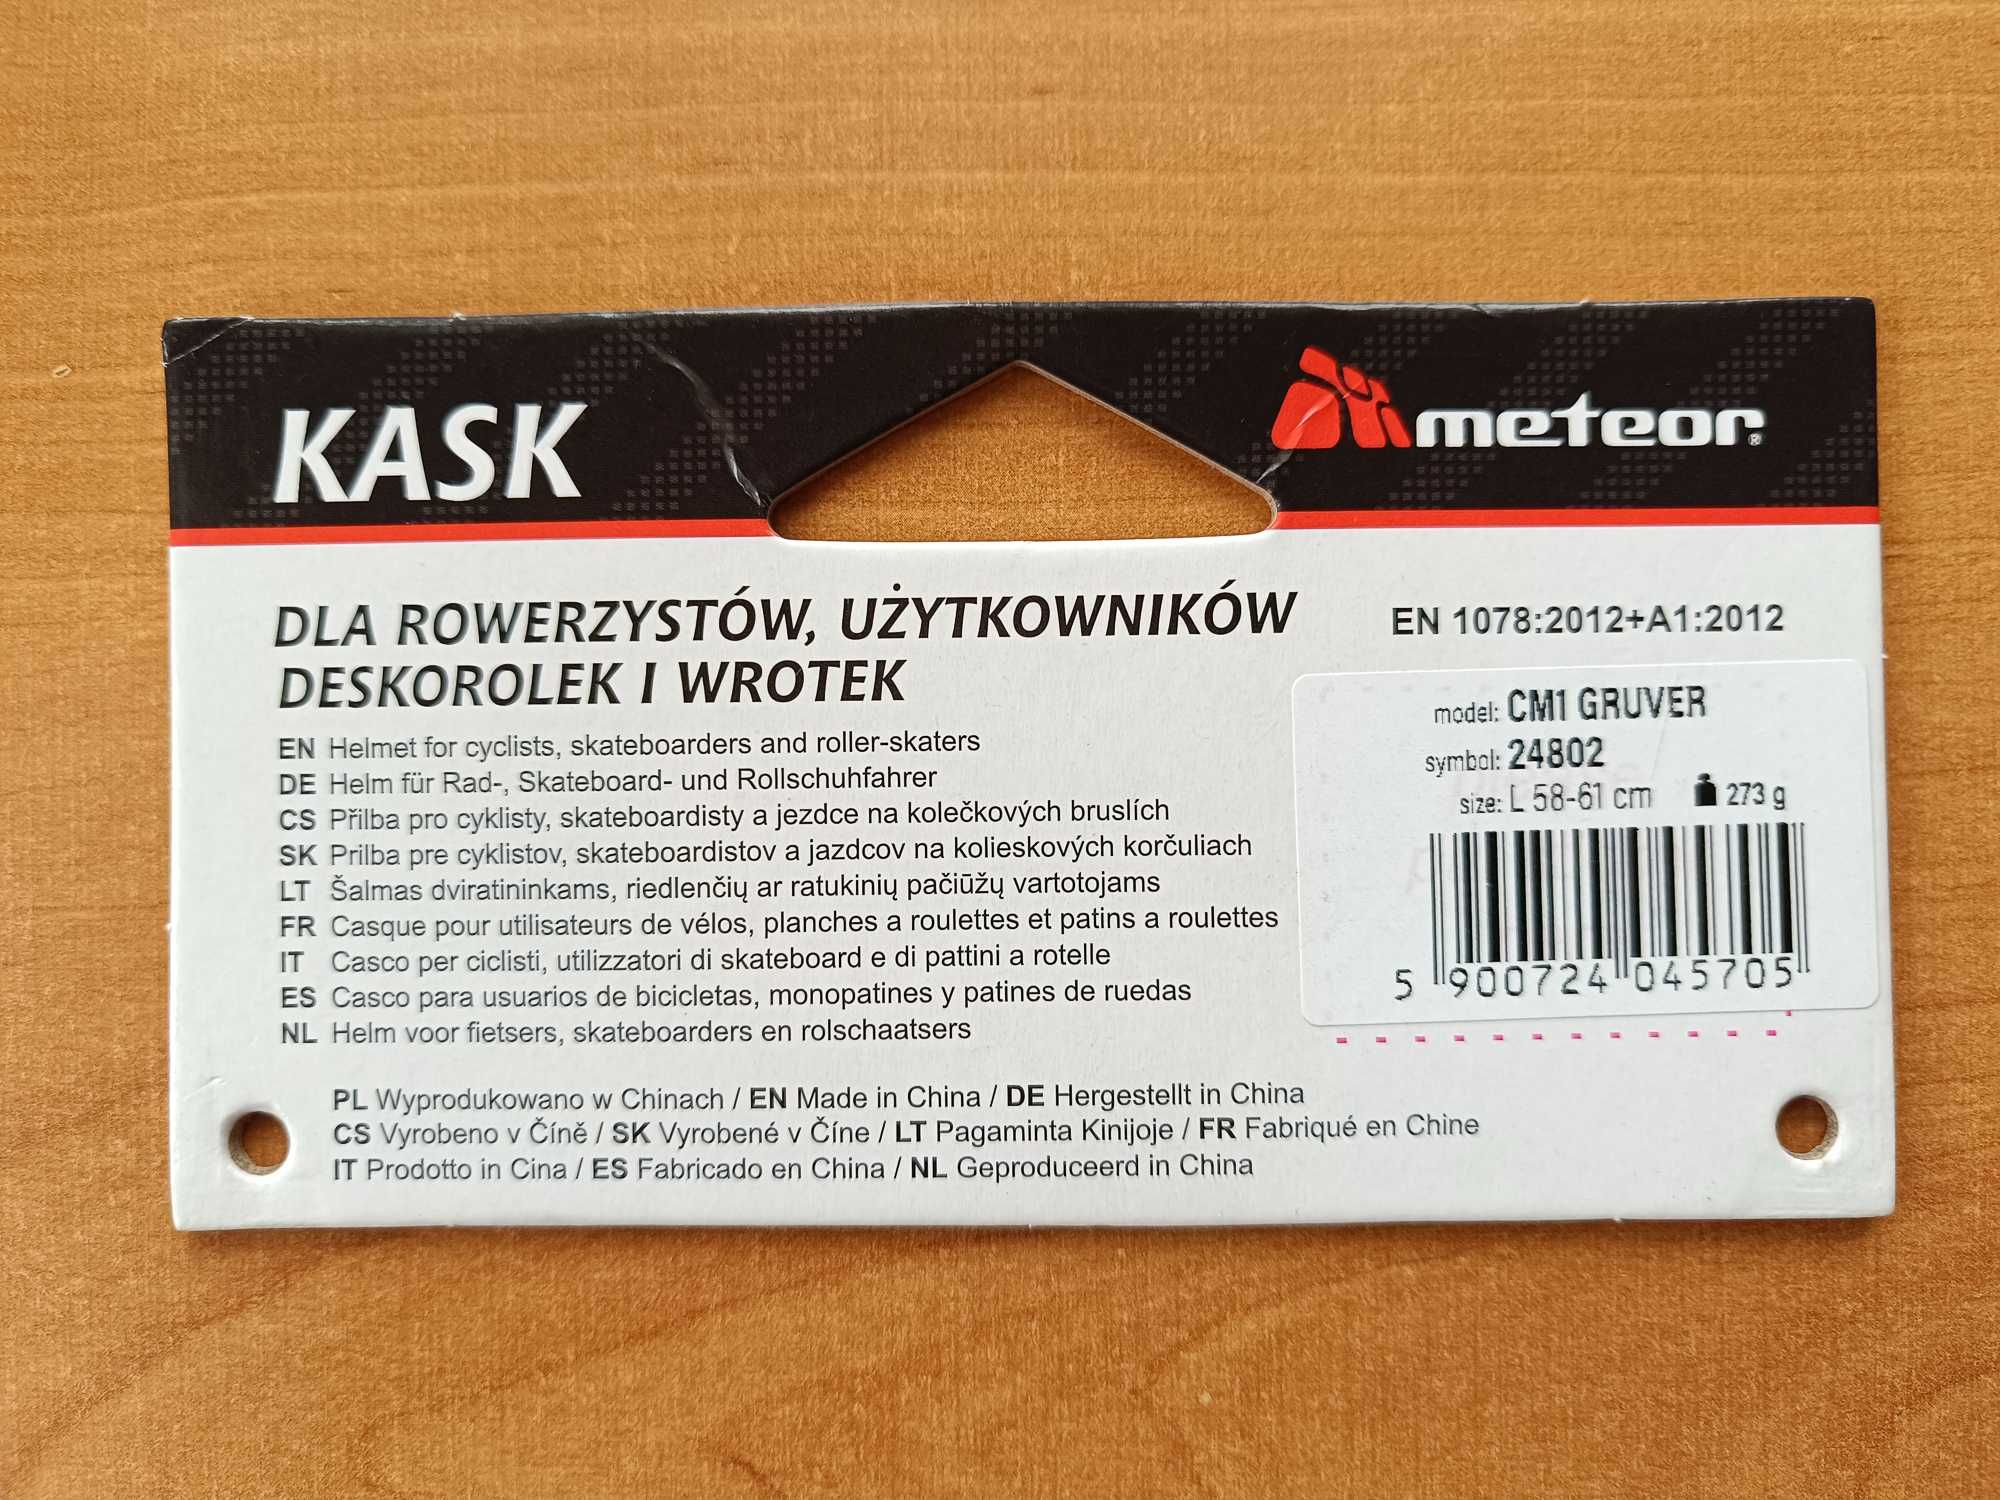 KASK
meteor®
DLA ROWERZYSTÓW, UŻYTKOWNIKÓW
DESKOROLEK I WROTEK
EN Helmet for cyclists, skateboarders and roller-skaters
DE Helm für Rad-, Skateboard- und Rollschuhfahrer
CS Přilba pro cyklisty, skateboardisty a jezdce na kolečkových bruslích
SK Prilba pre cyklistov, skateboardistov a jazdcov na kolieskových korčuliach
LT Šalmas dviratininkams, riedlenčių ar ratukinių pačiūžų vartotojams
FR Casque pour utilisateurs de vélos, planches a roulettes et patins a roulettes
IT Casco per ciclisti, utilizzatori di skateboard e di pattini a rotelle
ES Casco para usuarios de bicicletas, monopatines y patines de ruedas
NL Helm voor fietsers, skateboarders en rolschaatsers
EN 1078:2012+A1:2012
model: CM1 GRUVER
symbol: 24802
size: L 58-61 cm 273 g
5 900724 045705
PL Wyprodukowano w Chinach / EN Made in China / DE Hergestellt in China
CS Vyrobeno v Číně / SK Vyrobené v Číne / LT Pagaminta Kinijoje / FR Fabriqué en Chine
IT Prodotto in Cina / ES Fabricado en China / NL Geproduceerd in China